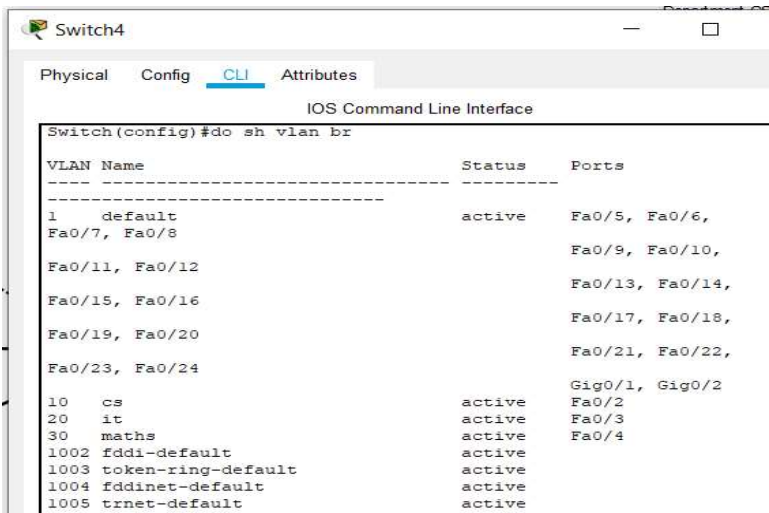 Switch4
Physical Config CLI Attributes
IOS Command Line Interface
Switch(config)#do sh vlan br
VLAN Name Status Ports
---- -------------------------------- ---------
-------------------------------
1 default active Fa0/5, Fa0/6,
Fa0/7, Fa0/8
Fa0/9, Fa0/10,
Fa0/11, Fa0/12
Fa0/13, Fa0/14,
Fa0/15, Fa0/16
Fa0/17, Fa0/18,
Fa0/19, Fa0/20
Fa0/21, Fa0/22,
Fa0/23, Fa0/24
Gig0/1, Gig0/2
10 cs active Fa0/2
20 it active Fa0/3
30 maths active Fa0/4
1002 fddi-default active
1003 token-ring-default active
1004 fddinet-default active
1005 trnet-default active